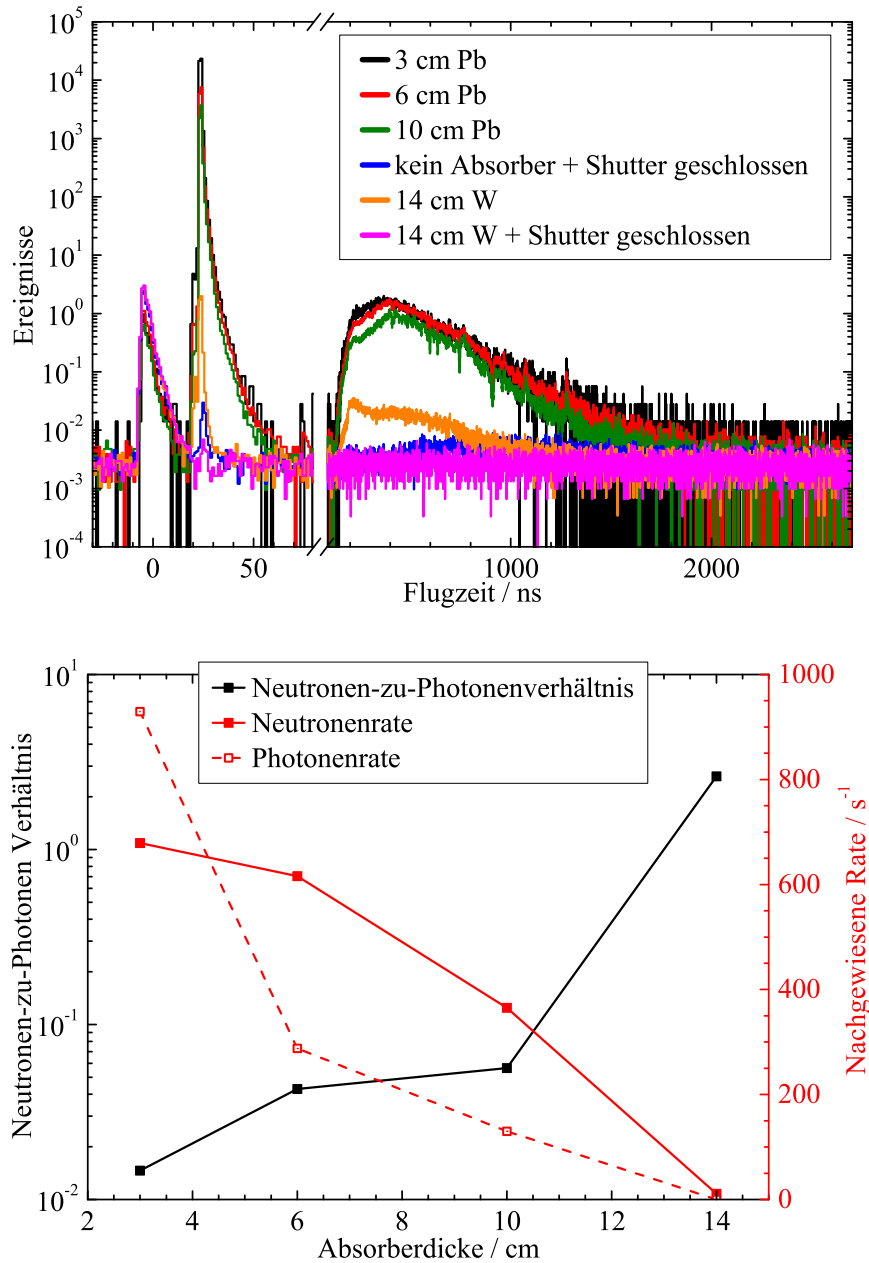 10^5
10^4
10^3
10^2
10^1
10^0
10^-1
10^-2
10^-3
10^-4
Ereignisse
3 cm Pb
6 cm Pb
10 cm Pb
kein Absorber + Shutter geschlossen
14 cm W
14 cm W + Shutter geschlossen
0 50 1000 2000
Flugzeit / ns
10^1
10^0
10^-1
10^-2
Neutronen-zu-Photonen Verhältnis
Neutronen-zu-Photonenverhältnis
Neutronenrate
Photonenrate
1000
800
600
400
200
0
Nachgewiesene Rate / s^-1
2 4 6 8 10 12 14
Absorberdicke / cm